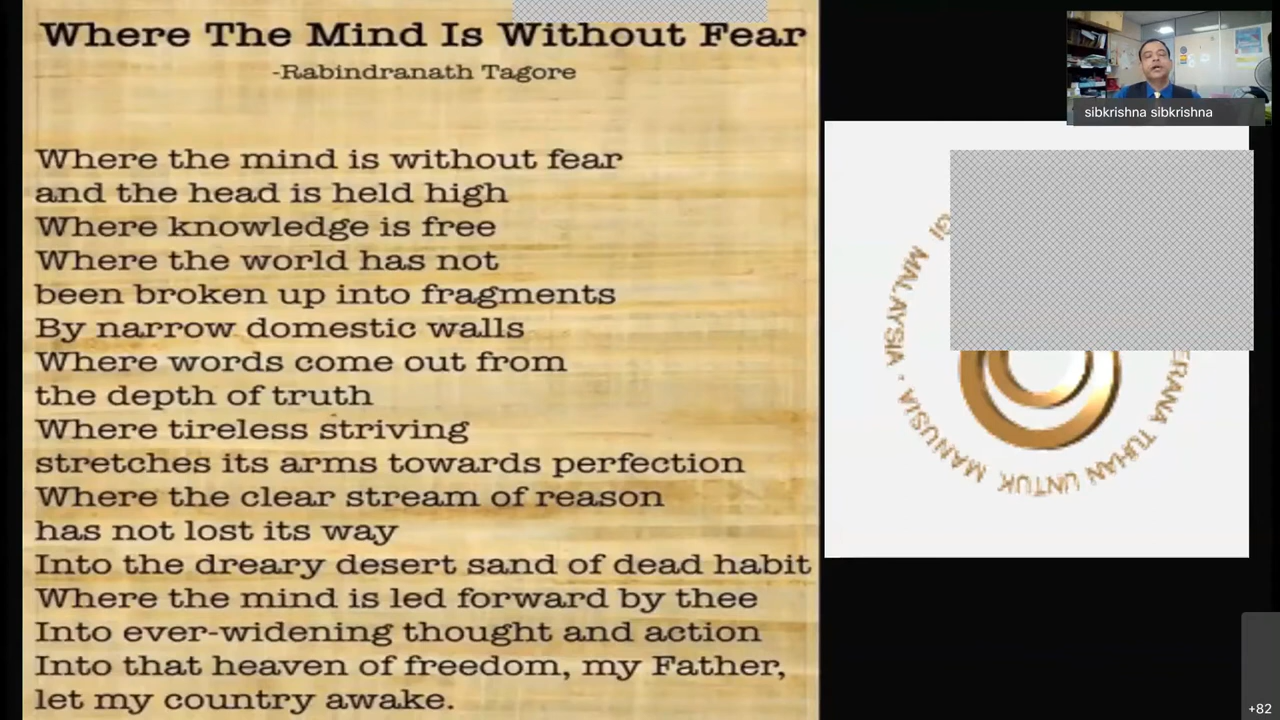 Where The Mind Is Without Fear
-Rabindranath Tagore
Where the mind is without fear
and the head is held high
Where knowledge is free
Where the world has not
been broken up into fragments
By narrow domestic walls
Where words come out from
the depth of truth
Where tireless striving
stretches its arms towards perfection
Where the clear stream of reason
has not lost its way
Into the dreary desert sand of dead habit
Where the mind is led forward by thee
Into ever-widening thought and action
Into that heaven of freedom, my Father,
let my country awake.
sibkrishna sibkrishna
MALAYSIA · MANUSIA UNTUK TUHAN
+82